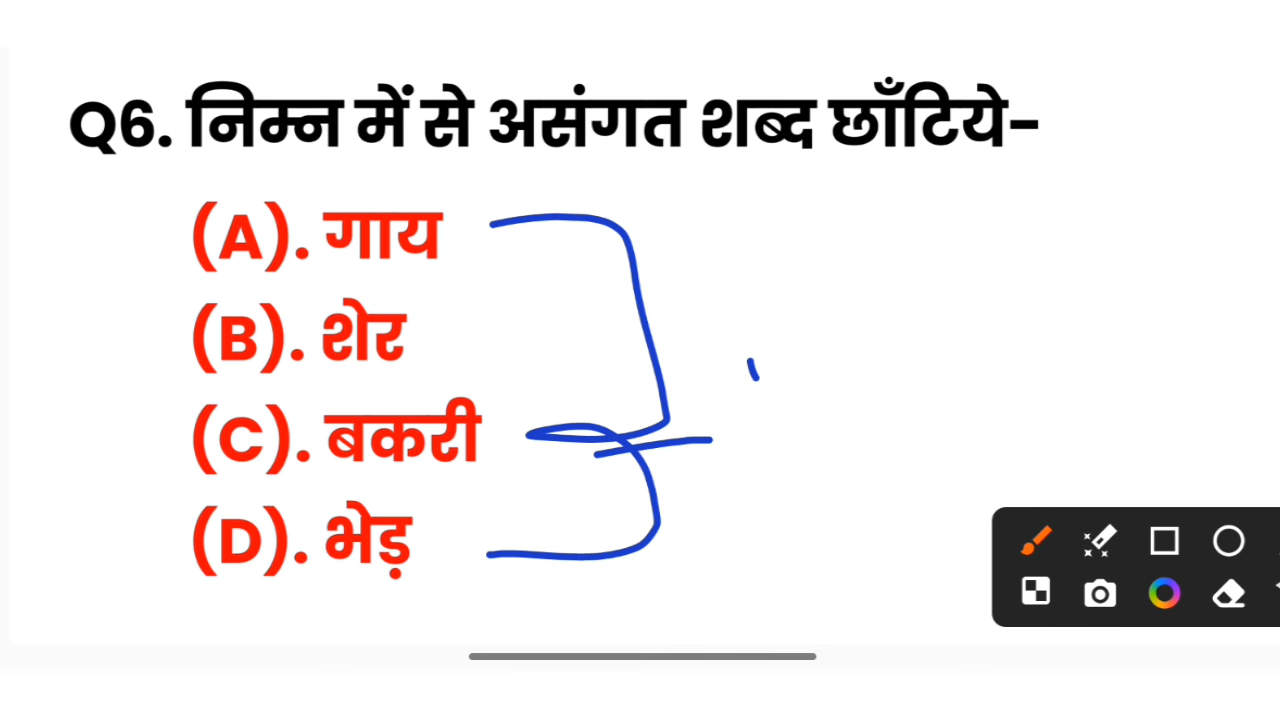 Q6. निम्न में से असंगत शब्द छाँटिये-
(A). गाय
(B). शेर
(C). बकरी
(D). भेड़